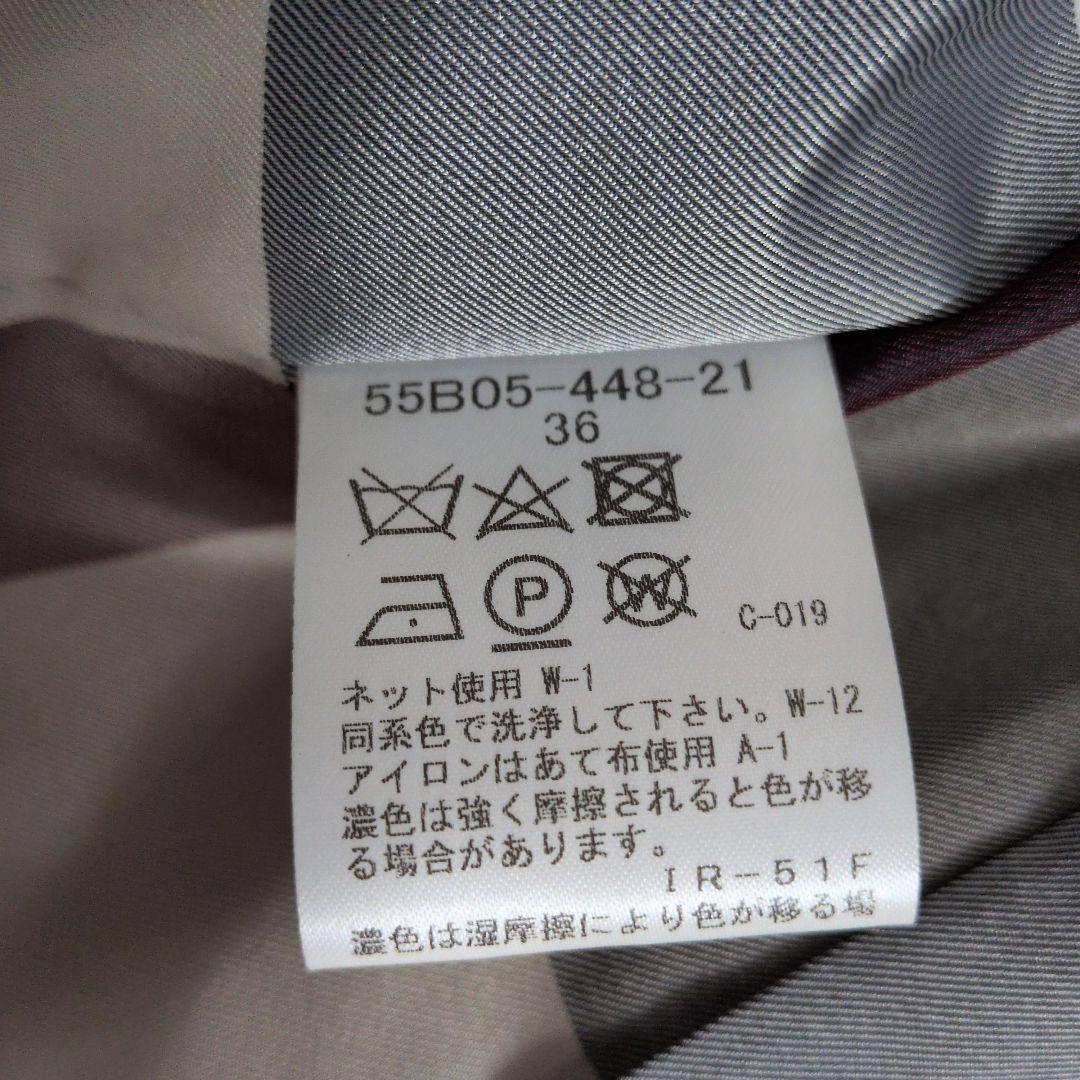 55B05-448-21
36
P W C-019
ネット使用 W-1
同系色で洗浄して下さい。W-12
アイロンはあて布使用 A-1
濃色は強く摩擦されると色が移
る場合があります。
IR-51F
濃色は湿摩擦により色が移る場